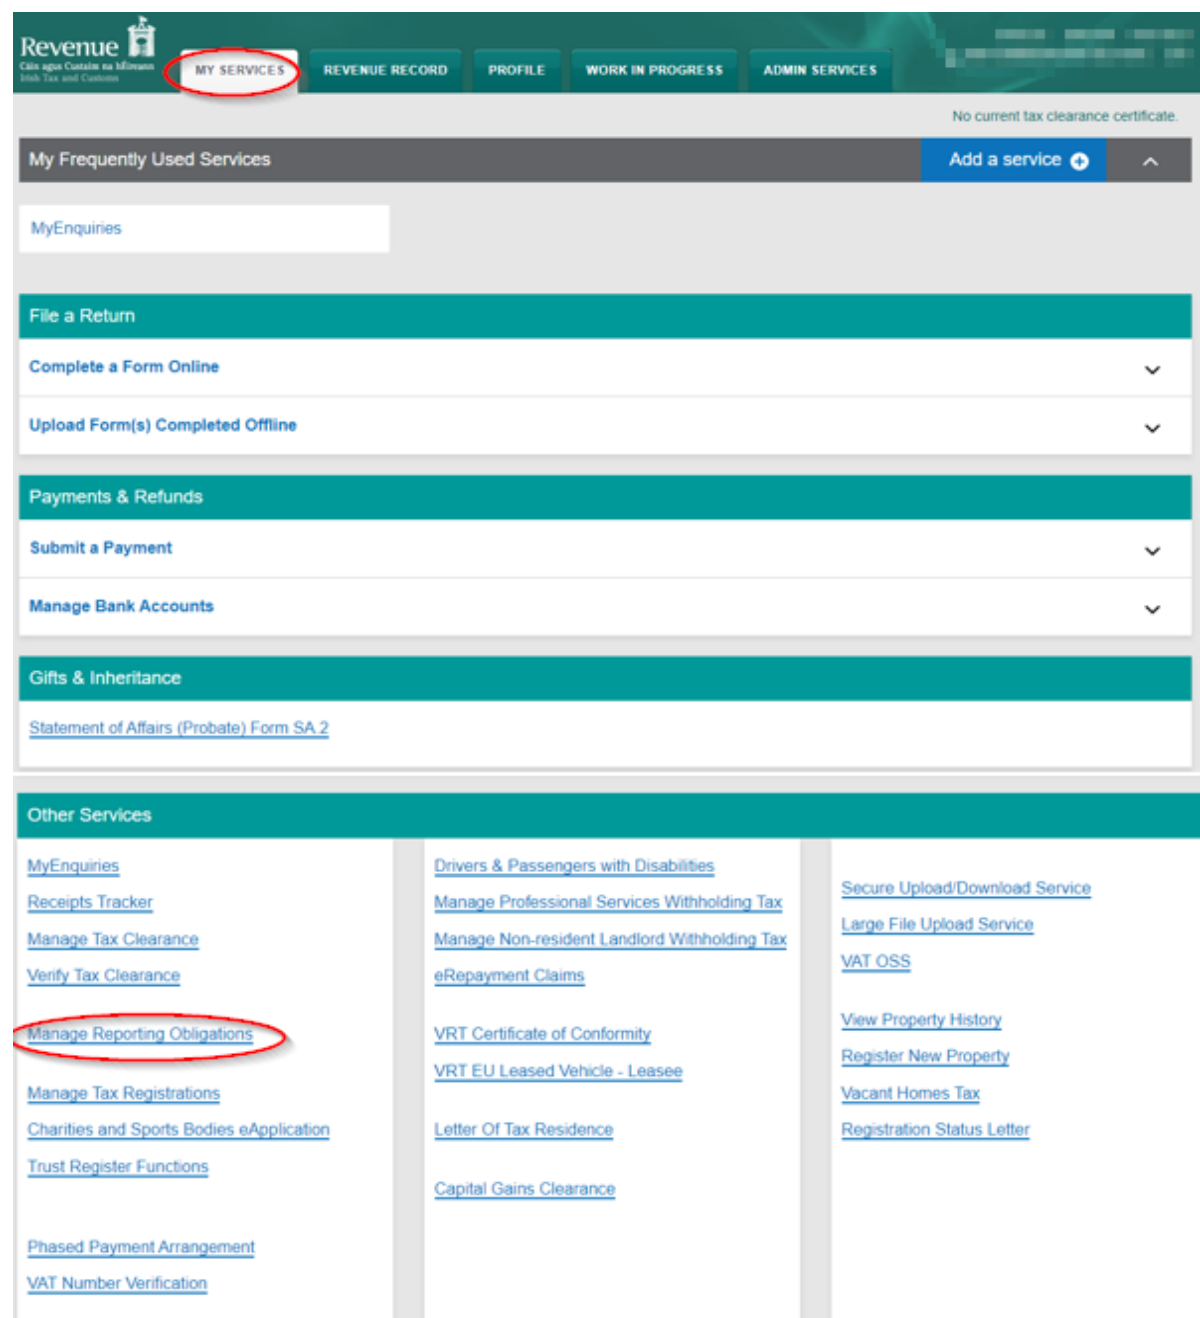 Revenue
Cáin agus Custaim na hÉireann
Irish Tax and Customs
MY SERVICES
REVENUE RECORD
PROFILE
WORK IN PROGRESS
ADMIN SERVICES
No current tax clearance certificate.
My Frequently Used Services
Add a service
MyEnquiries
File a Return
Complete a Form Online
Upload Form(s) Completed Offline
Payments & Refunds
Submit a Payment
Manage Bank Accounts
Gifts & Inheritance
Statement of Affairs (Probate) Form SA.2
Other Services
MyEnquiries
Receipts Tracker
Manage Tax Clearance
Verify Tax Clearance
Manage Reporting Obligations
Manage Tax Registrations
Charities and Sports Bodies eApplication
Trust Register Functions
Phased Payment Arrangement
VAT Number Verification
Drivers & Passengers with Disabilities
Manage Professional Services Withholding Tax
Manage Non-resident Landlord Withholding Tax
eRepayment Claims
VRT Certificate of Conformity
VRT EU Leased Vehicle - Leasee
Letter Of Tax Residence
Capital Gains Clearance
Secure Upload/Download Service
Large File Upload Service
VAT OSS
View Property History
Register New Property
Vacant Homes Tax
Registration Status Letter